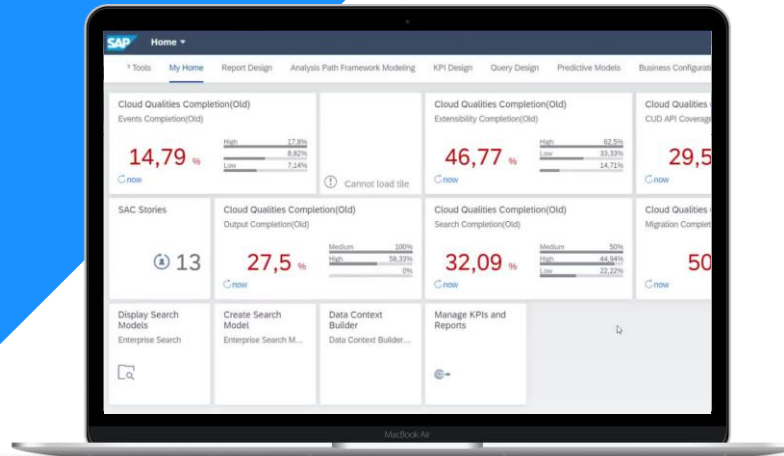 SAP Home
Tools My Home Report Design Analysis Path Framework Modeling KPI Design Query Design Predictive Models Business
Cloud Qualities Completion(Old)
Events Completion(Old)
High 17,8%
8,82%
Low 7,14%
14,79 %
now
Cannot load tile
Cloud Qualities Completion(Old)
Extensibility Completion(Old)
High 62,5%
Low 33,33%
14,71%
46,77 %
now
Cloud Qualities
CUD API Coverage
29,5
now
SAC Stories
13
Cloud Qualities Completion(Old)
Output Completion(Old)
Medium 100%
High 58,33%
0%
27,5 %
now
Cloud Qualities Completion(Old)
Search Completion(Old)
Medium 50%
High 44,94%
Low 22,22%
32,09 %
now
Cloud Qualities
Migration Complet
50
now
Display Search
Models
Enterprise Search
Create Search
Model
Enterprise Search M...
Data Context
Builder
Data Context Builder...
Manage KPIs and
Reports
MacBook Air